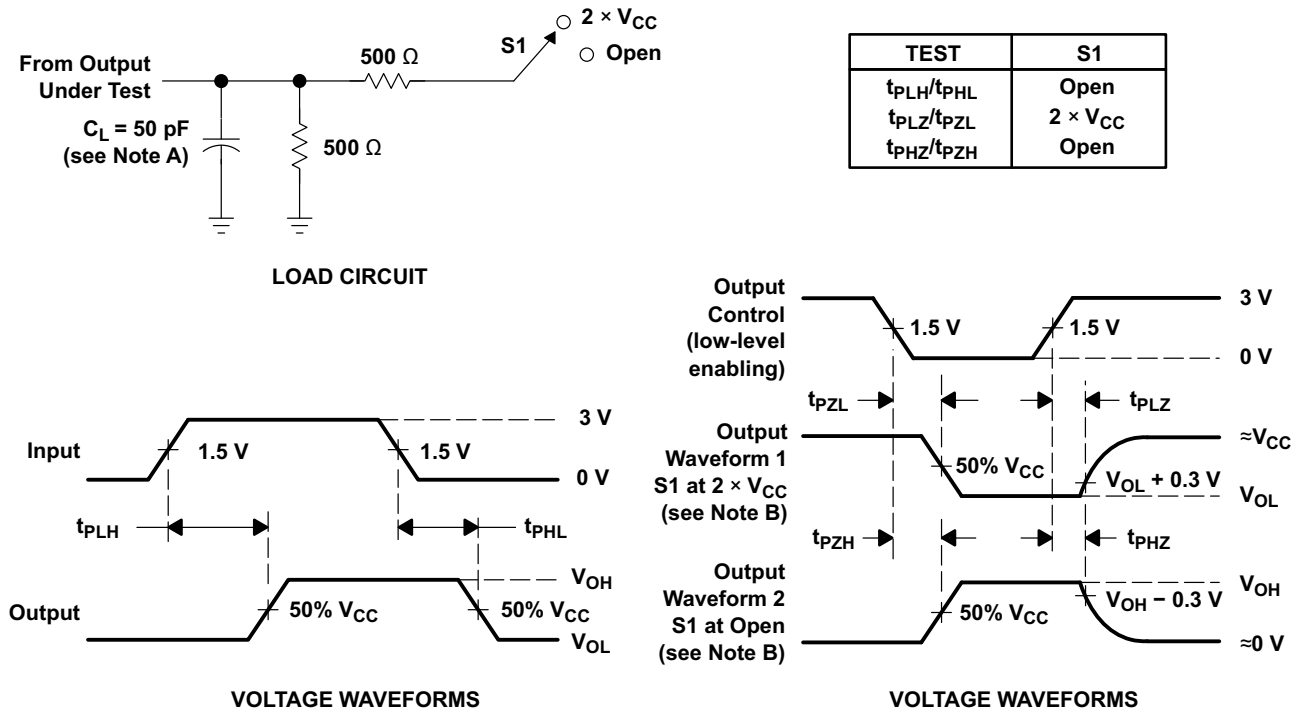 From Output
Under Test
C_L = 50 pF
(see Note A)
500 Ω
500 Ω
S1
2 × V_CC
Open
LOAD CIRCUIT
TEST S1
t_PLH/t_PHL Open
t_PLZ/t_PZL 2 × V_CC
t_PHZ/t_PZH Open
Input
1.5 V
1.5 V
3 V
0 V
t_PLH
t_PHL
Output
50% V_CC
50% V_CC
V_OH
V_OL
VOLTAGE WAVEFORMS
Output
Control
(low-level
enabling)
1.5 V
1.5 V
3 V
0 V
t_PZL
t_PLZ
Output
Waveform 1
S1 at 2 × V_CC
(see Note B)
50% V_CC
≈V_CC
V_OL + 0.3 V
V_OL
t_PZH
t_PHZ
Output
Waveform 2
S1 at Open
(see Note B)
50% V_CC
V_OH
V_OH − 0.3 V
≈0 V
VOLTAGE WAVEFORMS